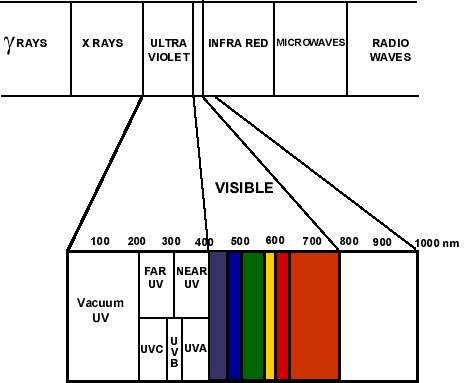 γ RAYS X RAYS ULTRA VIOLET INFRA RED MICROWAVES RADIO WAVES
VISIBLE
100 200 300 400 500 600 700 800 900 1000 nm
Vacuum UV
FAR UV
NEAR UV
UVC
UVB
UVA